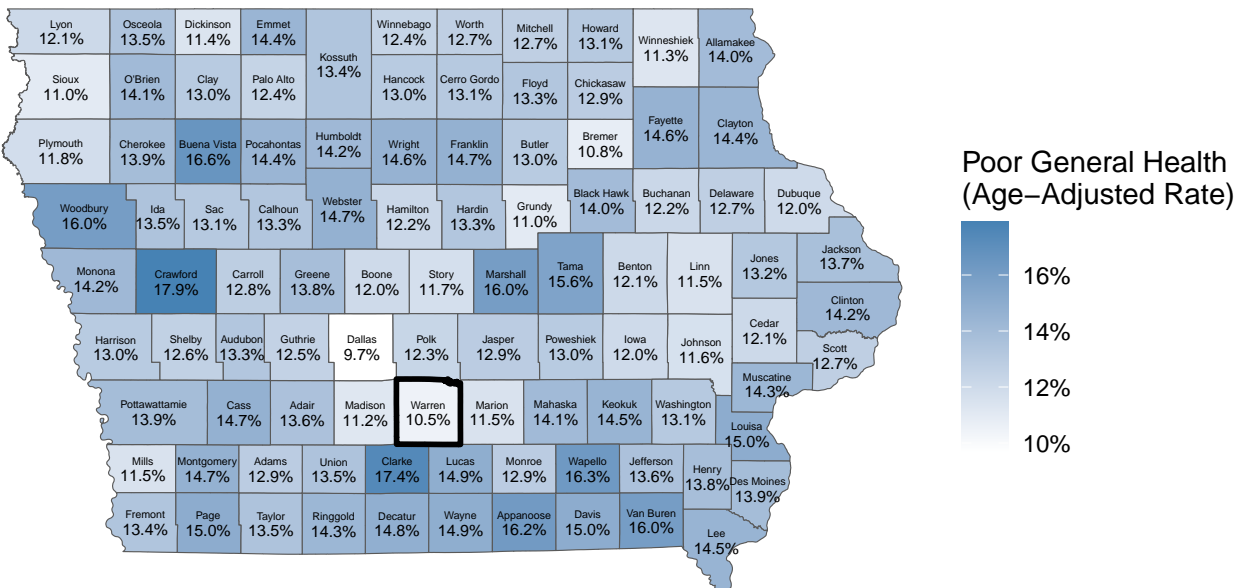 Lyon
12.1%
Osceola
13.5%
Dickinson
11.4%
Emmet
14.4%
Kossuth
13.4%
Winnebago
12.4%
Worth
12.7%
Mitchell
12.7%
Howard
13.1%
Winneshiek
11.3%
Allamakee
14.0%
Sioux
11.0%
O'Brien
14.1%
Clay
13.0%
Palo Alto
12.4%
Hancock
13.0%
Cerro Gordo
13.1%
Floyd
13.3%
Chickasaw
12.9%
Plymouth
11.8%
Cherokee
13.9%
Buena Vista
16.6%
Pocahontas
14.4%
Humboldt
14.2%
Wright
14.6%
Franklin
14.7%
Butler
13.0%
Bremer
10.8%
Fayette
14.6%
Clayton
14.4%
Woodbury
16.0%
Ida
13.5%
Sac
13.1%
Calhoun
13.3%
Webster
14.7%
Hamilton
12.2%
Hardin
13.3%
Grundy
11.0%
Black Hawk
14.0%
Buchanan
12.2%
Delaware
12.7%
Dubuque
12.0%
Monona
14.2%
Crawford
17.9%
Carroll
12.8%
Greene
13.8%
Boone
12.0%
Story
11.7%
Marshall
16.0%
Tama
15.6%
Benton
12.1%
Linn
11.5%
Jones
13.2%
Jackson
13.7%
Clinton
14.2%
Harrison
13.0%
Shelby
12.6%
Audubon
13.3%
Guthrie
12.5%
Dallas
9.7%
Polk
12.3%
Jasper
12.9%
Poweshiek
13.0%
Iowa
12.0%
Johnson
11.6%
Cedar
12.1%
Scott
12.7%
Muscatine
14.3%
Pottawattamie
13.9%
Cass
14.7%
Adair
13.6%
Madison
11.2%
Warren
10.5%
Marion
11.5%
Mahaska
14.1%
Keokuk
14.5%
Washington
13.1%
Louisa
15.0%
Mills
11.5%
Montgomery
14.7%
Adams
12.9%
Union
13.5%
Clarke
17.4%
Lucas
14.9%
Monroe
12.9%
Wapello
16.3%
Jefferson
13.6%
Henry
13.8%
Des Moines
13.9%
Fremont
13.4%
Page
15.0%
Taylor
13.5%
Ringgold
14.3%
Decatur
14.8%
Wayne
14.9%
Appanoose
16.2%
Davis
15.0%
Van Buren
16.0%
Lee
14.5%
Poor General Health
(Age−Adjusted Rate)
16%
14%
12%
10%